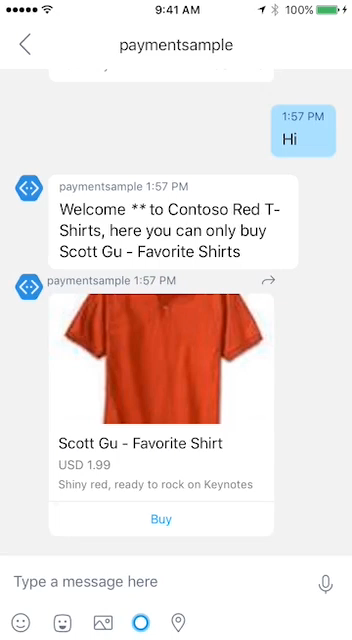 9:41 AM
100%
paymentsample
1:57 PM
Hi
paymentsample 1:57 PM
Welcome ** to Contoso Red T-
Shirts, here you can only buy
Scott Gu - Favorite Shirts
paymentsample 1:57 PM
Scott Gu - Favorite Shirt
USD 1.99
Shiny red, ready to rock on Keynotes
Buy
Type a message here